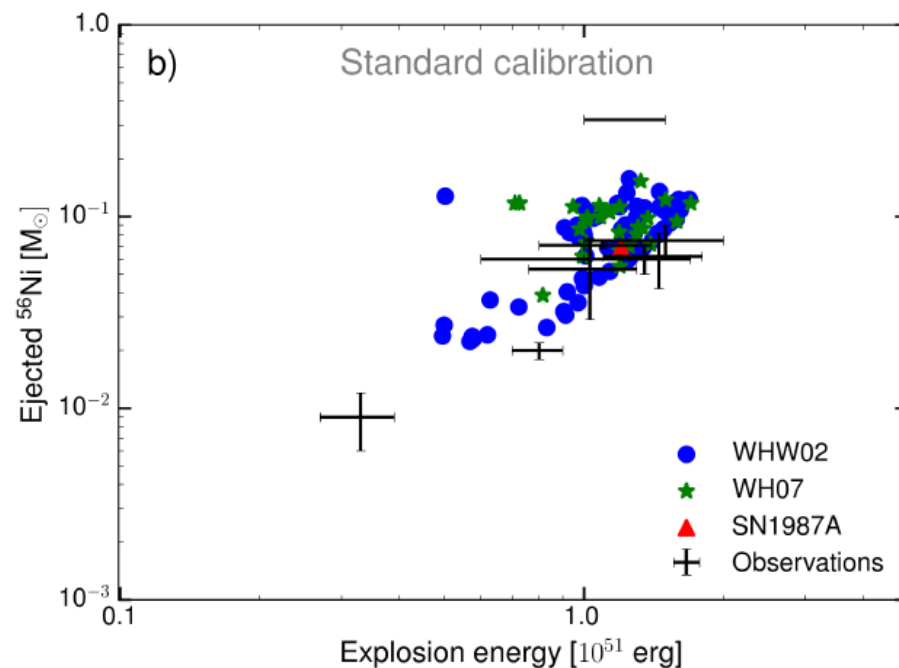 b) Standard calibration
1.0
10⁻¹
10⁻²
10⁻³
Ejected ⁵⁶Ni [M☉]
WHW02
WH07
SN1987A
Observations
0.1 1.0
Explosion energy [10⁵¹ erg]